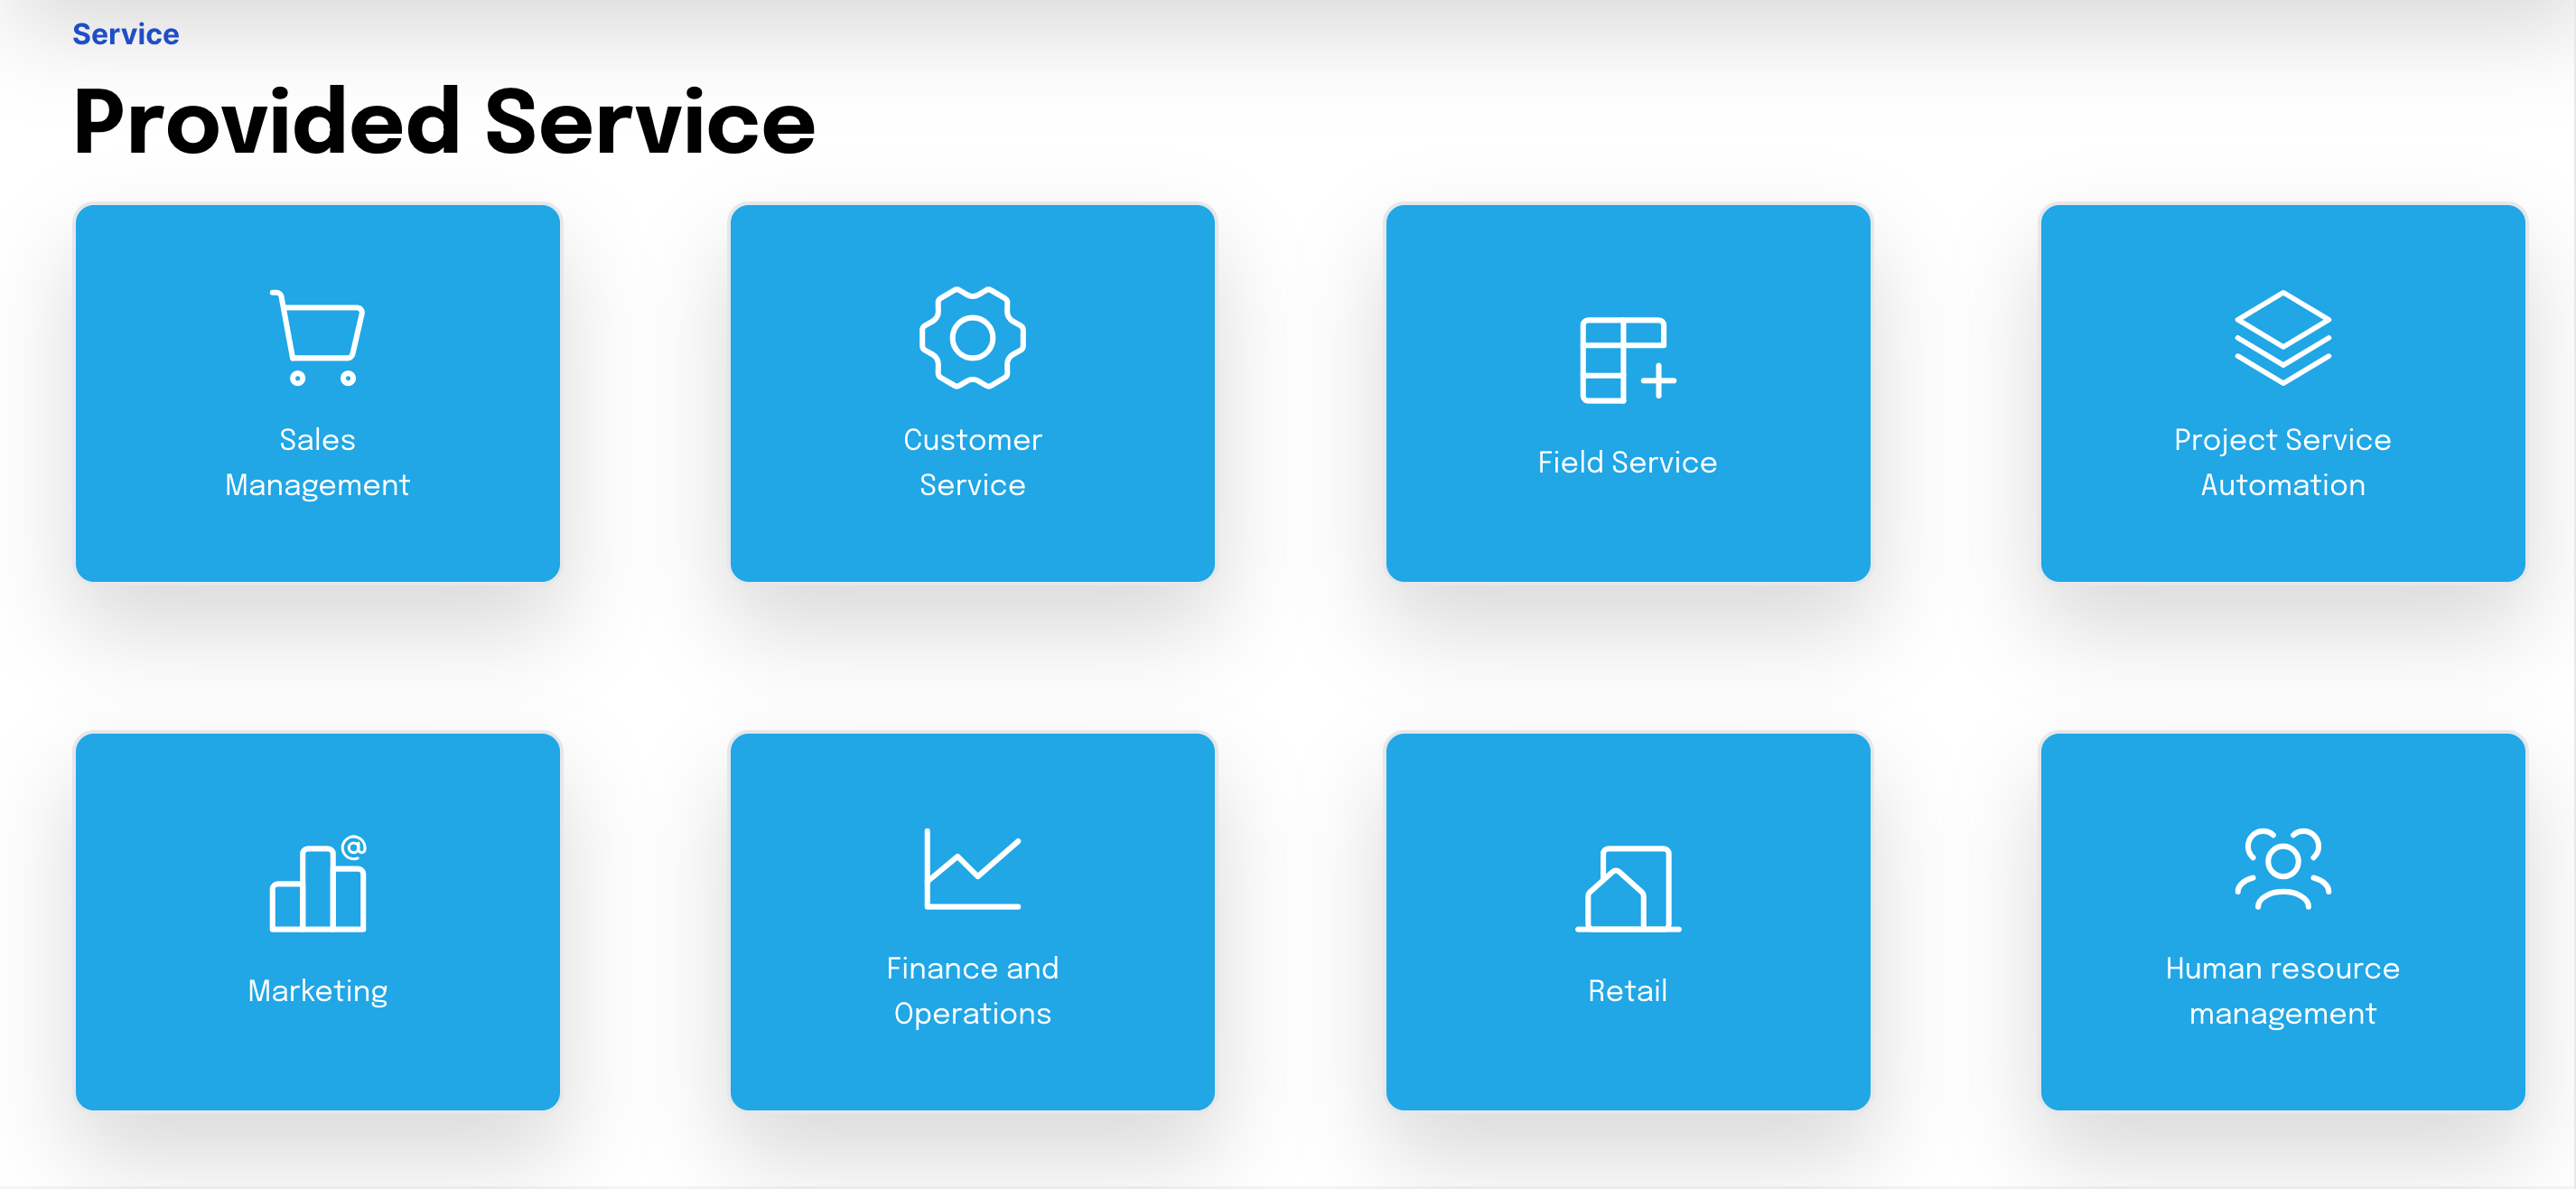 Service
Provided Service
Sales
Management
Customer
Service
Field Service
Project Service
Automation
@
Marketing
Finance and
Operations
Retail
Human resource
management